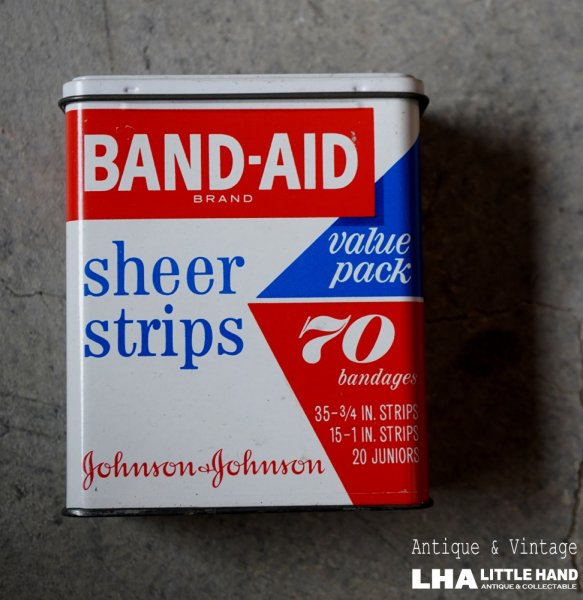 BAND-AID
BRAND
sheer
strips
value
pack
70
bandages
35-3/4 IN. STRIPS
15-1 IN. STRIPS
20 JUNIORS
Johnson & Johnson
Antique & Vintage
LHA LITTLE HAND
ANTIQUE & COLLECTABLE